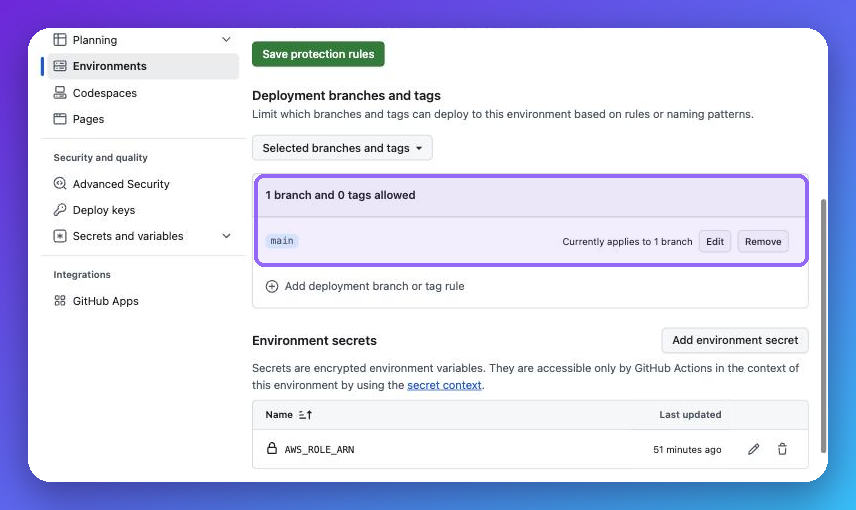 Planning
Environments
Codespaces
Pages
Security and quality
Advanced Security
Deploy keys
Secrets and variables
Integrations
GitHub Apps
Save protection rules
Deployment branches and tags
Limit which branches and tags can deploy to this environment based on rules or naming patterns.
Selected branches and tags
1 branch and 0 tags allowed
main Currently applies to 1 branch Edit Remove
Add deployment branch or tag rule
Environment secrets Add environment secret
Secrets are encrypted environment variables. They are accessible only by GitHub Actions in the context of
this environment by using the secret context.
Name Last updated
AWS_ROLE_ARN 51 minutes ago